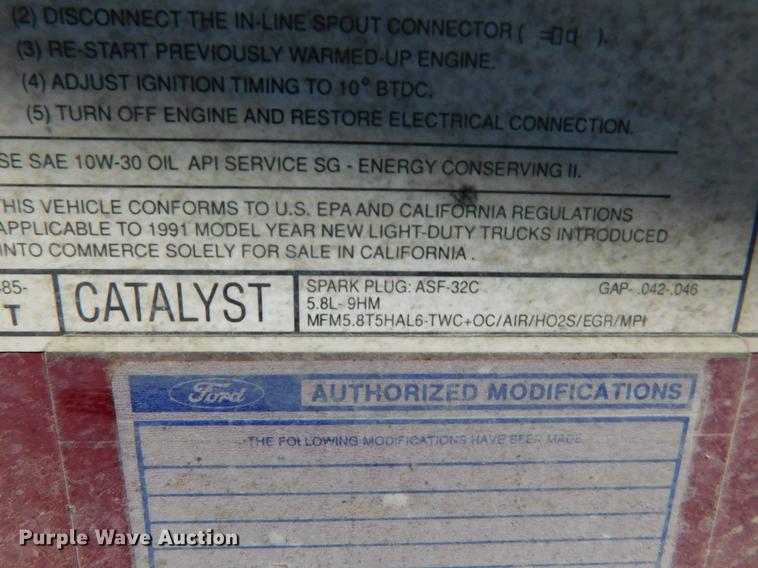 (2) DISCONNECT THE IN-LINE SPOUT CONNECTOR ( ).
(3) RE-START PREVIOUSLY WARMED-UP ENGINE.
(4) ADJUST IGNITION TIMING TO 10° BTDC.
(5) TURN OFF ENGINE AND RESTORE ELECTRICAL CONNECTION.
SE SAE 10W-30 OIL API SERVICE SG - ENERGY CONSERVING II.
THIS VEHICLE CONFORMS TO U.S. EPA AND CALIFORNIA REGULATIONS
APPLICABLE TO 1991 MODEL YEAR NEW LIGHT-DUTY TRUCKS INTRODUCED
INTO COMMERCE SOLELY FOR SALE IN CALIFORNIA.
485-
T
CATALYST
SPARK PLUG: ASF-32C GAP- .042-.046
5.8L- 9HM
MFM5.8T5HAL6-TWC+OC/AIR/HO2S/EGR/MPI
Ford AUTHORIZED MODIFICATIONS
THE FOLLOWING MODIFICATIONS HAVE BEEN MADE
Purple Wave Auction